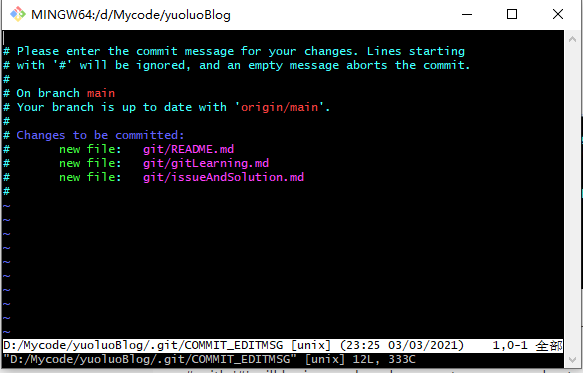 MINGW64:/d/Mycode/yuoluoBlog
# Please enter the commit message for your changes. Lines starting
# with '#' will be ignored, and an empty message aborts the commit.
#
# On branch main
# Your branch is up to date with 'origin/main'.
#
# Changes to be committed:
#       new file:   git/README.md
#       new file:   git/gitLearning.md
#       new file:   git/issueAndSolution.md
#
~
~
~
~
~
~
~
~
~
~
D:/Mycode/yuoluoBlog/.git/COMMIT_EDITMSG [unix] (23:25 03/03/2021) 1,0-1 全部
"D:/Mycode/yuoluoBlog/.git/COMMIT_EDITMSG" [unix] 12L, 333C